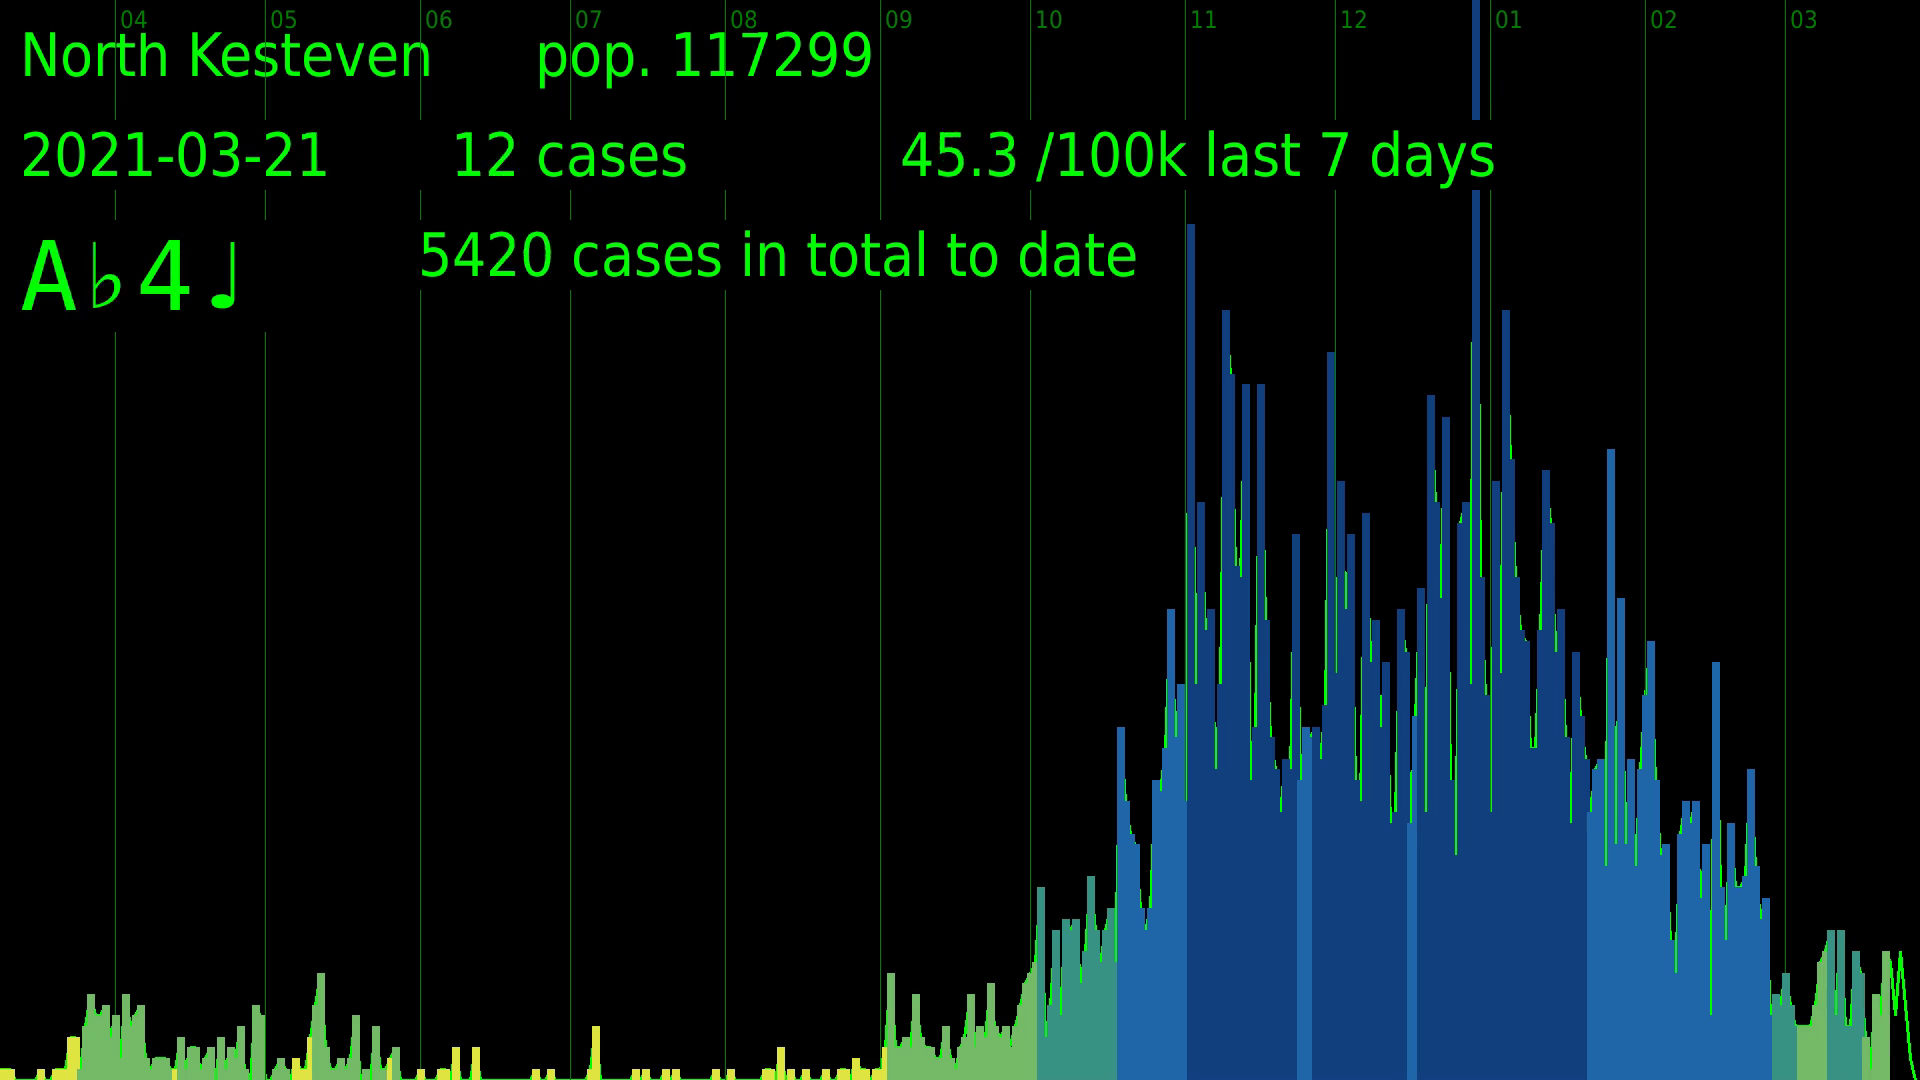 04 05 06 07 08 09 10 11 12 01 02 03
North Kesteven pop. 117299
2021-03-21 12 cases 45.3 /100k last 7 days
A♭4♩ 5420 cases in total to date